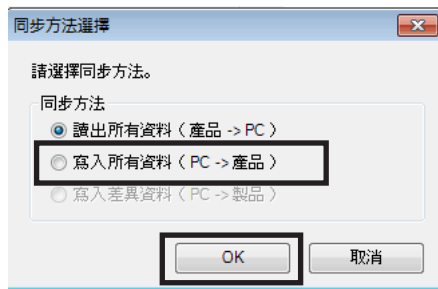 同步方法選擇
請選擇同步方法。
同步方法
讀出所有資料(產品 -> PC)
寫入所有資料(PC -> 產品)
寫入差異資料(PC -> 製品)
OK
取消